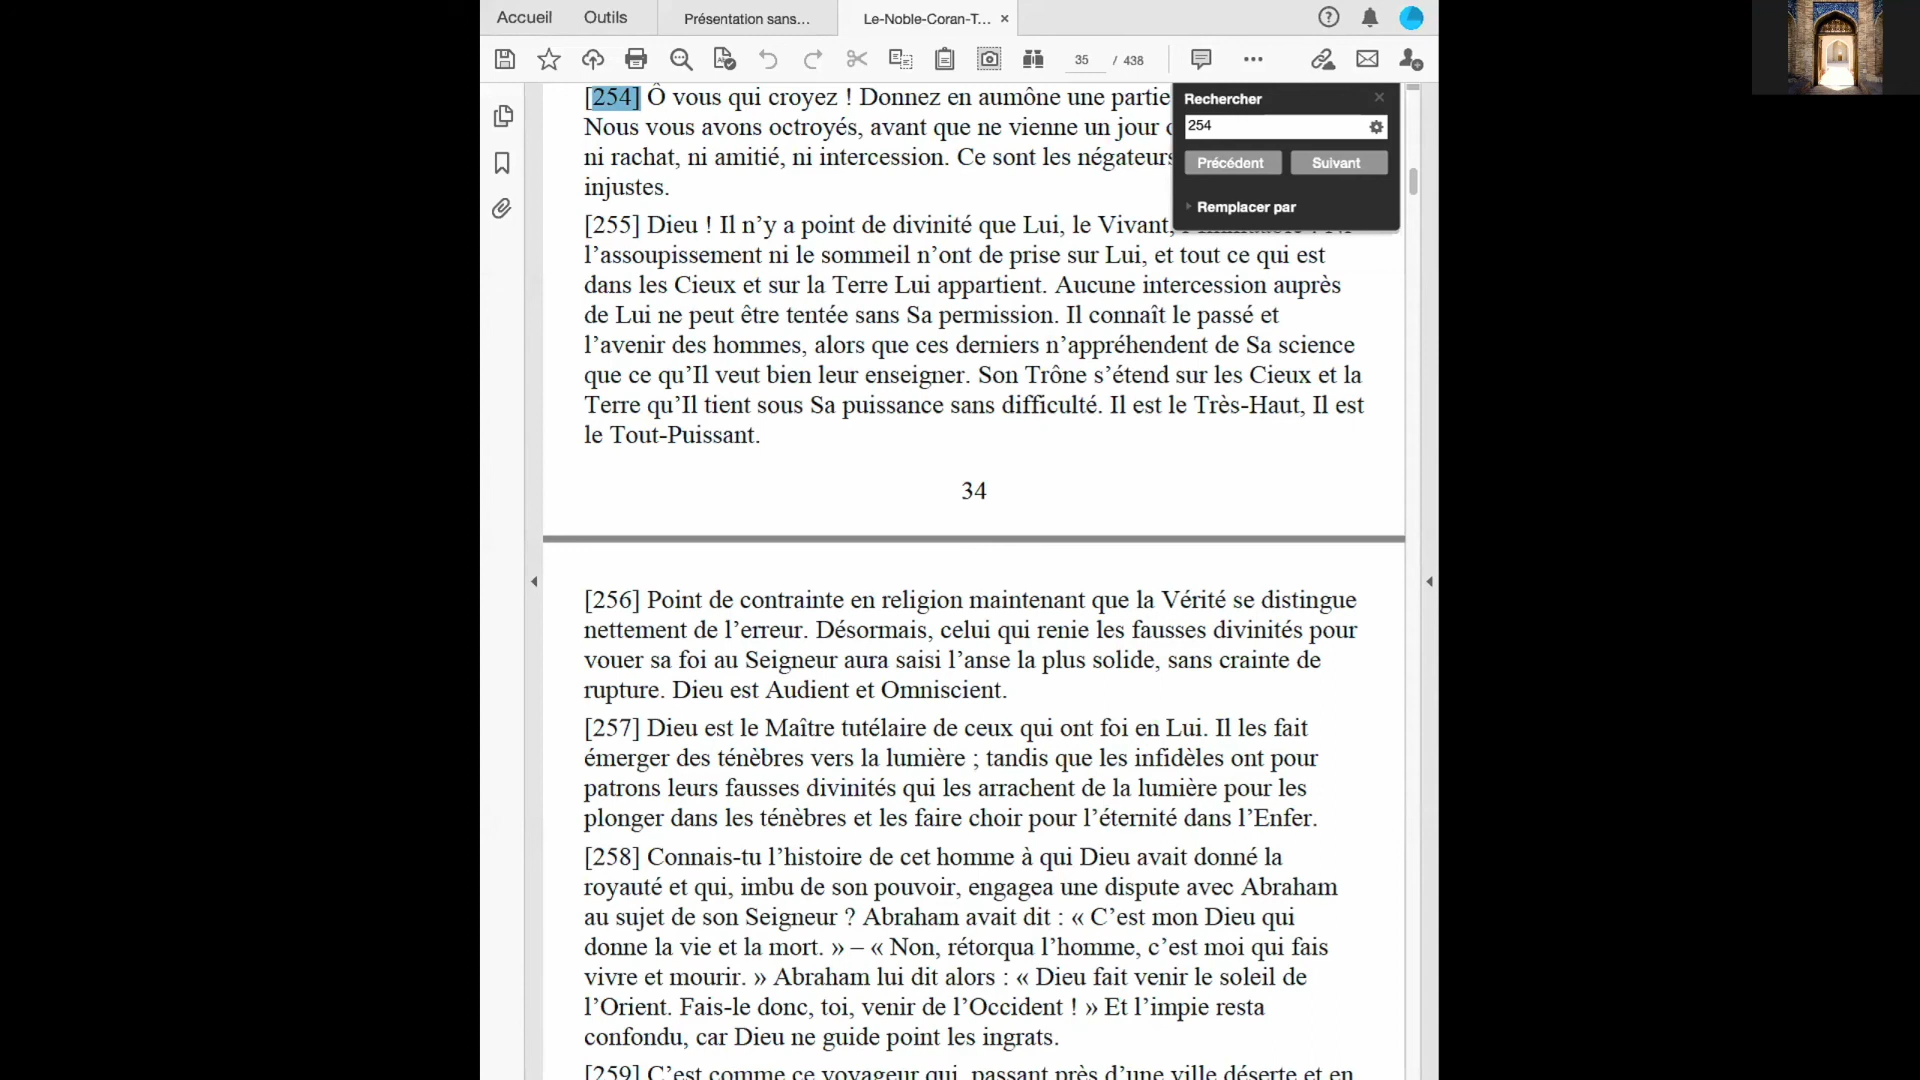 Accueil Outils Présentation sans... Le-Noble-Coran-T... ×
35 / 438
[254] Ô vous qui croyez ! Donnez en aumône une partie
Nous vous avons octroyés, avant que ne vienne un jour
ni rachat, ni amitié, ni intercession. Ce sont les négateurs
injustes.
Rechercher
254
Précédent Suivant
Remplacer par
[255] Dieu ! Il n’y a point de divinité que Lui, le Vivant,
l’assoupissement ni le sommeil n’ont de prise sur Lui, et tout ce qui est
dans les Cieux et sur la Terre Lui appartient. Aucune intercession auprès
de Lui ne peut être tentée sans Sa permission. Il connaît le passé et
l’avenir des hommes, alors que ces derniers n’appréhendent de Sa science
que ce qu’Il veut bien leur enseigner. Son Trône s’étend sur les Cieux et la
Terre qu’Il tient sous Sa puissance sans difficulté. Il est le Très-Haut, Il est
le Tout-Puissant.
34
[256] Point de contrainte en religion maintenant que la Vérité se distingue
nettement de l’erreur. Désormais, celui qui renie les fausses divinités pour
vouer sa foi au Seigneur aura saisi l’anse la plus solide, sans crainte de
rupture. Dieu est Audient et Omniscient.
[257] Dieu est le Maître tutélaire de ceux qui ont foi en Lui. Il les fait
émerger des ténèbres vers la lumière ; tandis que les infidèles ont pour
patrons leurs fausses divinités qui les arrachent de la lumière pour les
plonger dans les ténèbres et les faire choir pour l’éternité dans l’Enfer.
[258] Connais-tu l’histoire de cet homme à qui Dieu avait donné la
royauté et qui, imbu de son pouvoir, engagea une dispute avec Abraham
au sujet de son Seigneur ? Abraham avait dit : « C’est mon Dieu qui
donne la vie et la mort. » – « Non, rétorqua l’homme, c’est moi qui fais
vivre et mourir. » Abraham lui dit alors : « Dieu fait venir le soleil de
l’Orient. Fais-le donc, toi, venir de l’Occident ! » Et l’impie resta
confondu, car Dieu ne guide point les ingrats.
[259] C’est comme ce voyageur qui, passant près d’une ville déserte et en